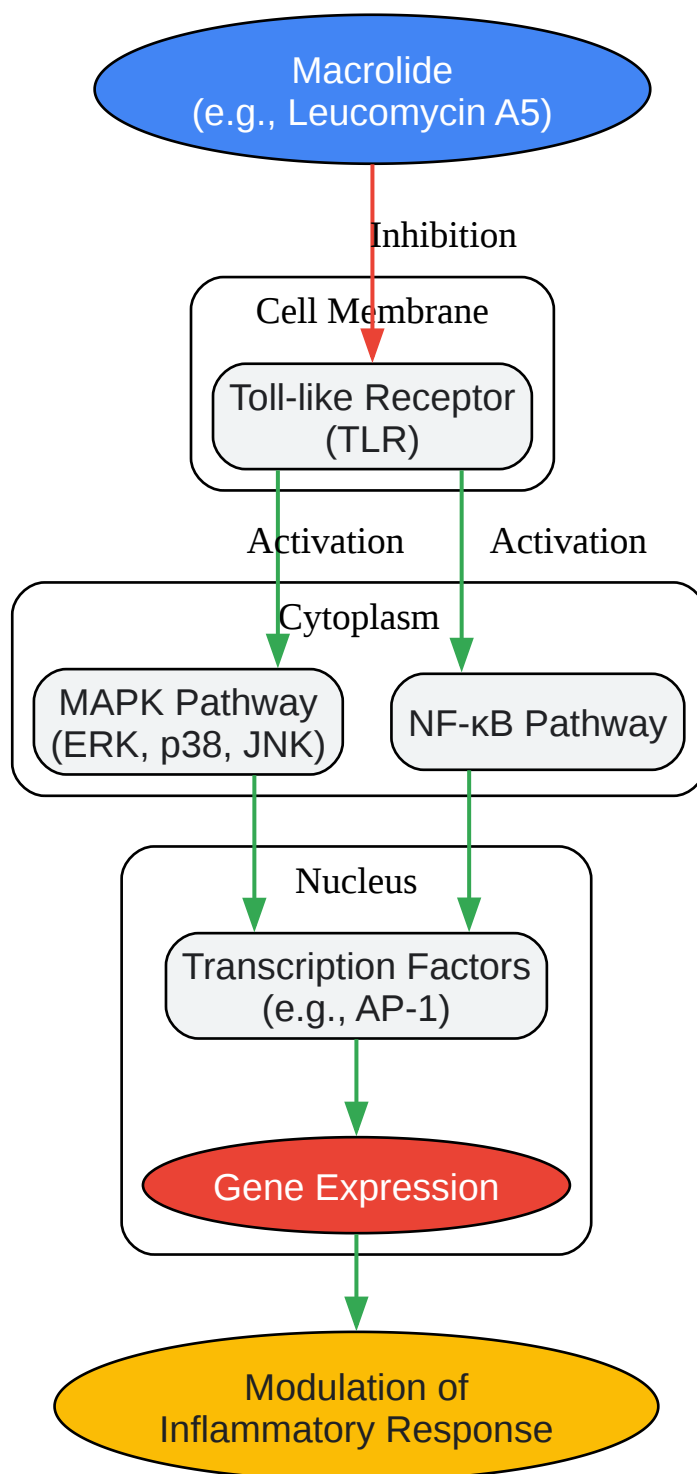 Macrolide
(e.g., Leucomycin A5)
Inhibition
Cell Membrane
Toll-like Receptor
(TLR)
Activation
Activation
Cytoplasm
MAPK Pathway
(ERK, p38, JNK)
NF-κB Pathway
Nucleus
Transcription Factors
(e.g., AP-1)
Gene Expression
Modulation of
Inflammatory Response